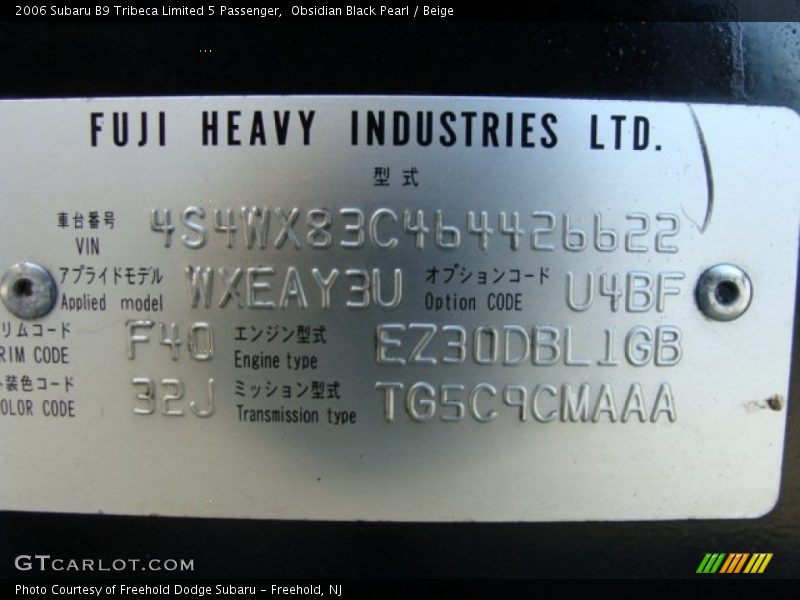 2006 Subaru B9 Tribeca Limited 5 Passenger, Obsidian Black Pearl / Beige
FUJI HEAVY INDUSTRIES LTD.
型式
車台番号 VIN 4S4WX83C464426622
アプライドモデル Applied model WXEAY3U オプションコード Option CODE U4BF
リムコード RIM CODE F40 エンジン型式 Engine type EZ30DBL1GB
装色コード OLOR CODE 32J ミッション型式 Transmission type TG5C9CMAAA
GTCARLOT.COM
Photo Courtesy of Freehold Dodge Subaru - Freehold, NJ